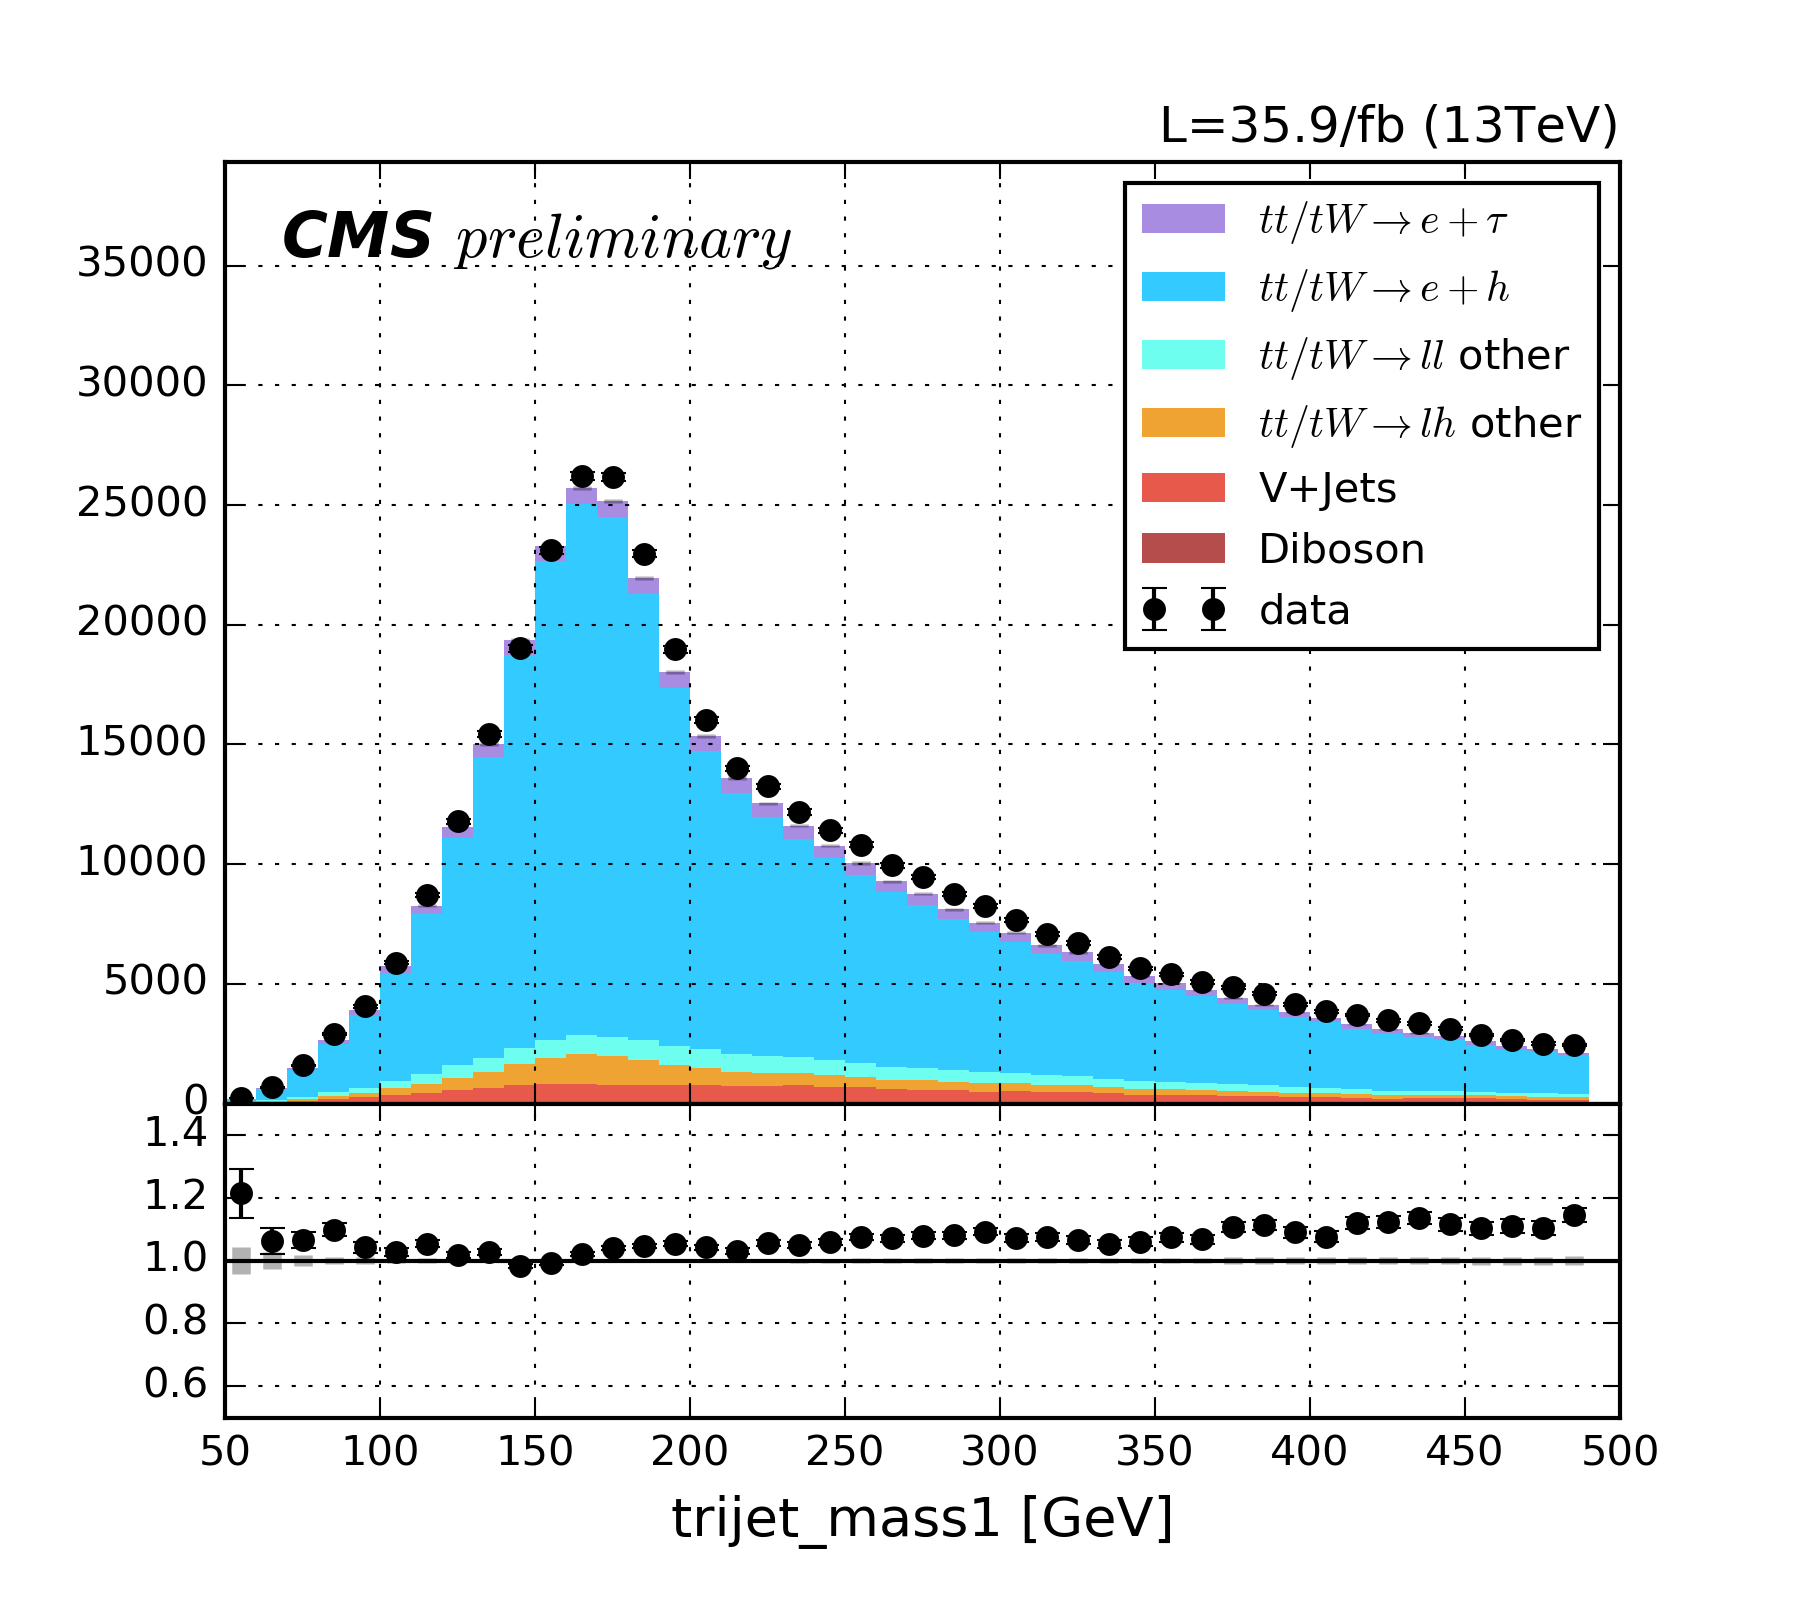 L=35.9/fb (13TeV)
CMS preliminary
tt/tW→e+τ
tt/tW→e+h
tt/tW→ll other
tt/tW→lh other
V+Jets
Diboson
data
35000
30000
25000
20000
15000
10000
5000
0
1.4
1.2
1.0
0.8
0.6
50 100 150 200 250 300 350 400 450 500
trijet_mass1 [GeV]